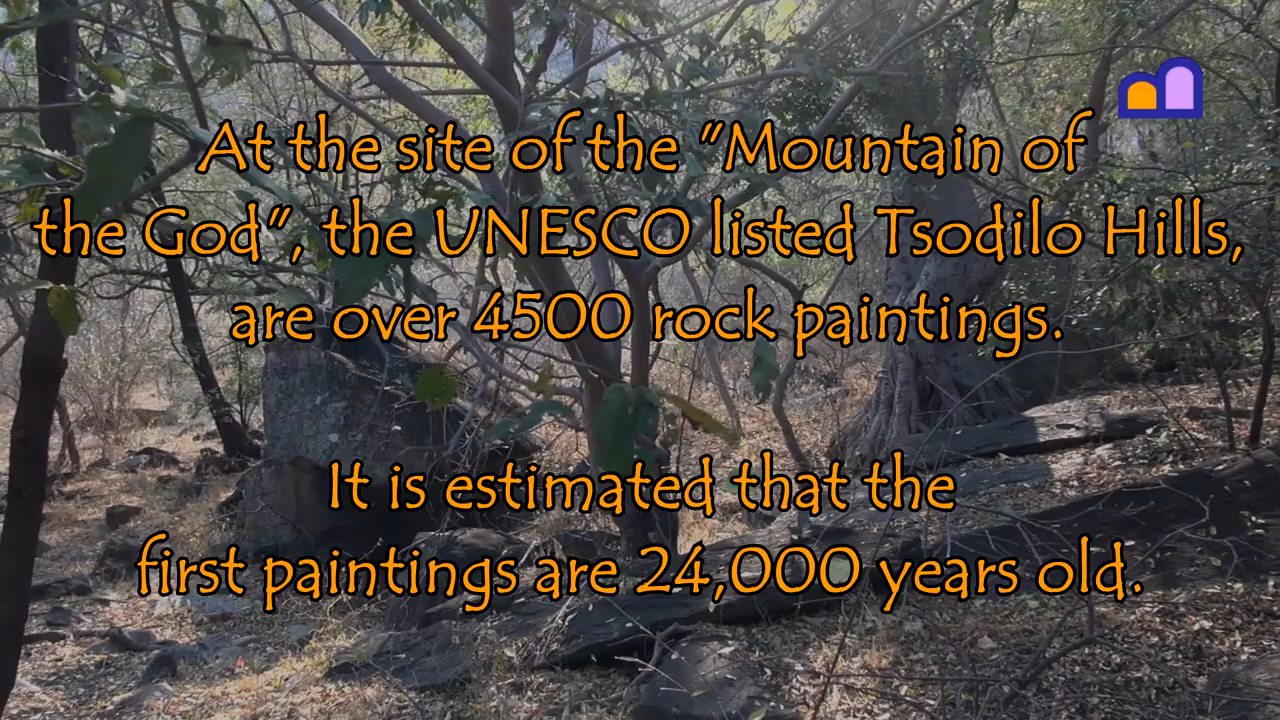 At the site of the "Mountain of
the God", the UNESCO listed Tsodilo Hills,
are over 4500 rock paintings.
It is estimated that the
first paintings are 24,000 years old.